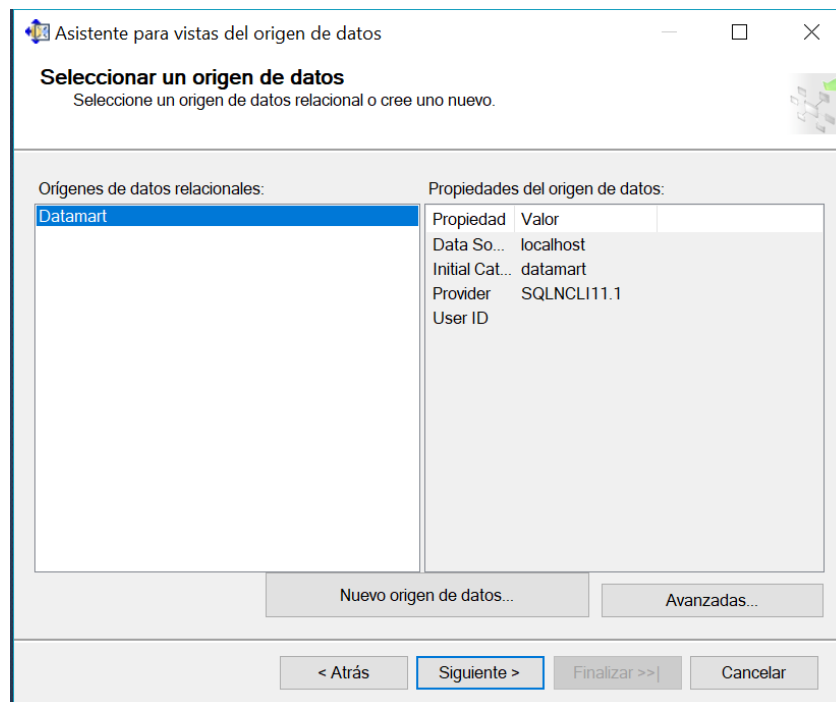 Asistente para vistas del origen de datos
Seleccionar un origen de datos
Seleccione un origen de datos relacional o cree uno nuevo.
Orígenes de datos relacionales:
Datamart
Propiedades del origen de datos:
Propiedad Valor
Data So... localhost
Initial Cat... datamart
Provider SQLNCLI11.1
User ID
Nuevo origen de datos...
Avanzadas...
< Atrás Siguiente > Finalizar >>| Cancelar